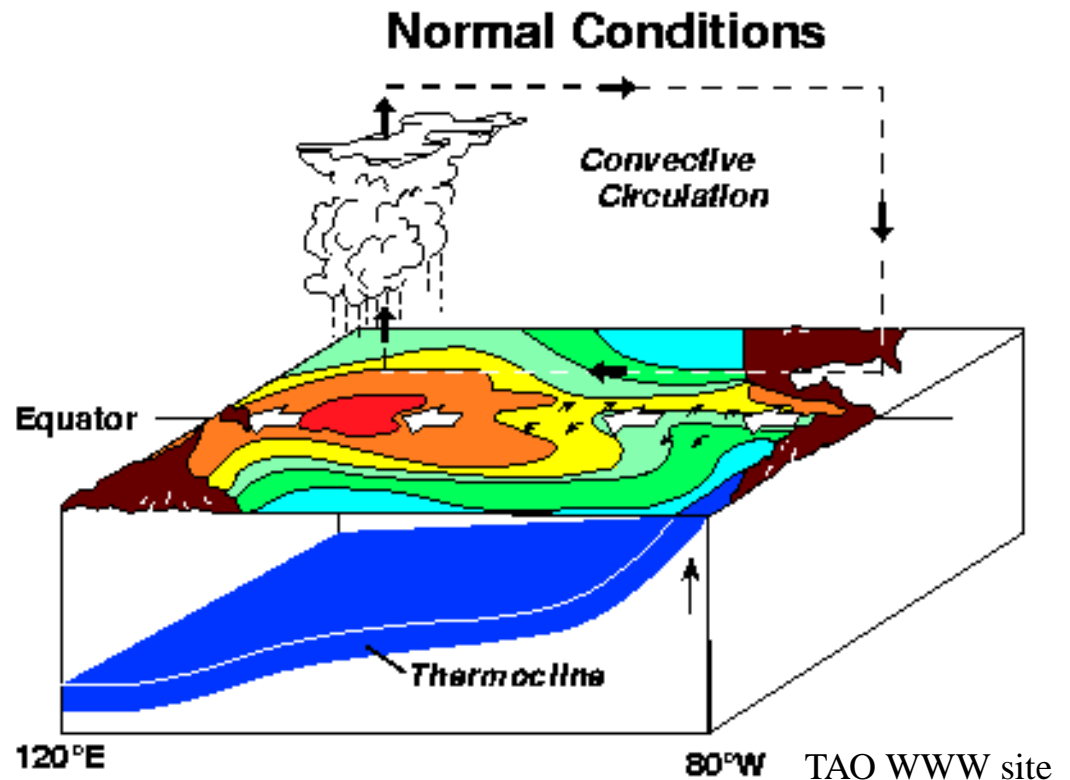 Normal Conditions
Convective
Circulation
Equator
Thermocline
120°E
80°W
TAO WWW site